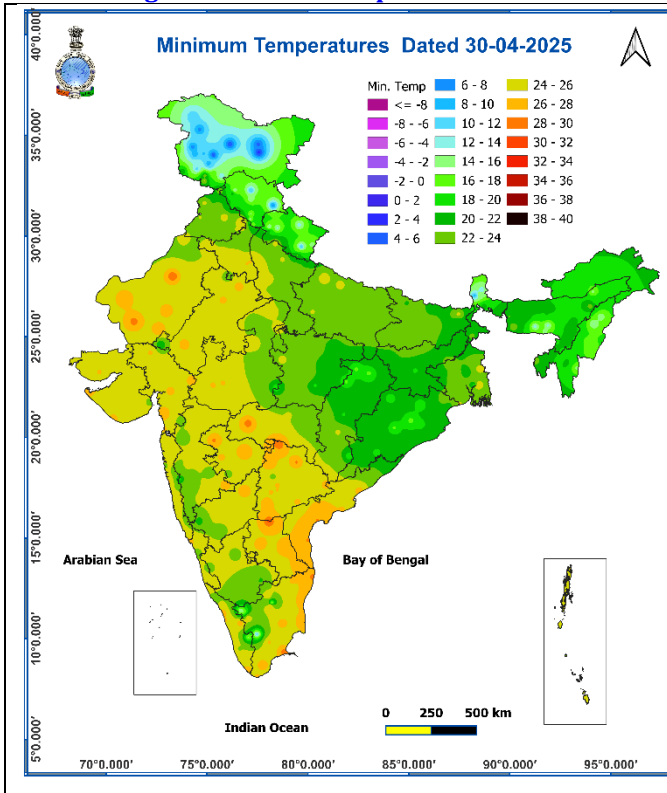 Minimum Temperatures Dated 30-04-2025
Min. Temp
<= -8
-8 - -6
-6 - -4
-4 - -2
-2 - 0
0 - 2
2 - 4
4 - 6
6 - 8
8 - 10
10 - 12
12 - 14
14 - 16
16 - 18
18 - 20
20 - 22
22 - 24
24 - 26
26 - 28
28 - 30
30 - 32
32 - 34
34 - 36
36 - 38
38 - 40
40°0.000'
35°0.000'
30°0.000'
25°0.000'
20°0.000'
15°0.000'
10°0.000'
5°0.000'
Arabian Sea
Bay of Bengal
Indian Ocean
0 250 500 km
70°0.000' 75°0.000' 80°0.000' 85°0.000' 90°0.000' 95°0.000'